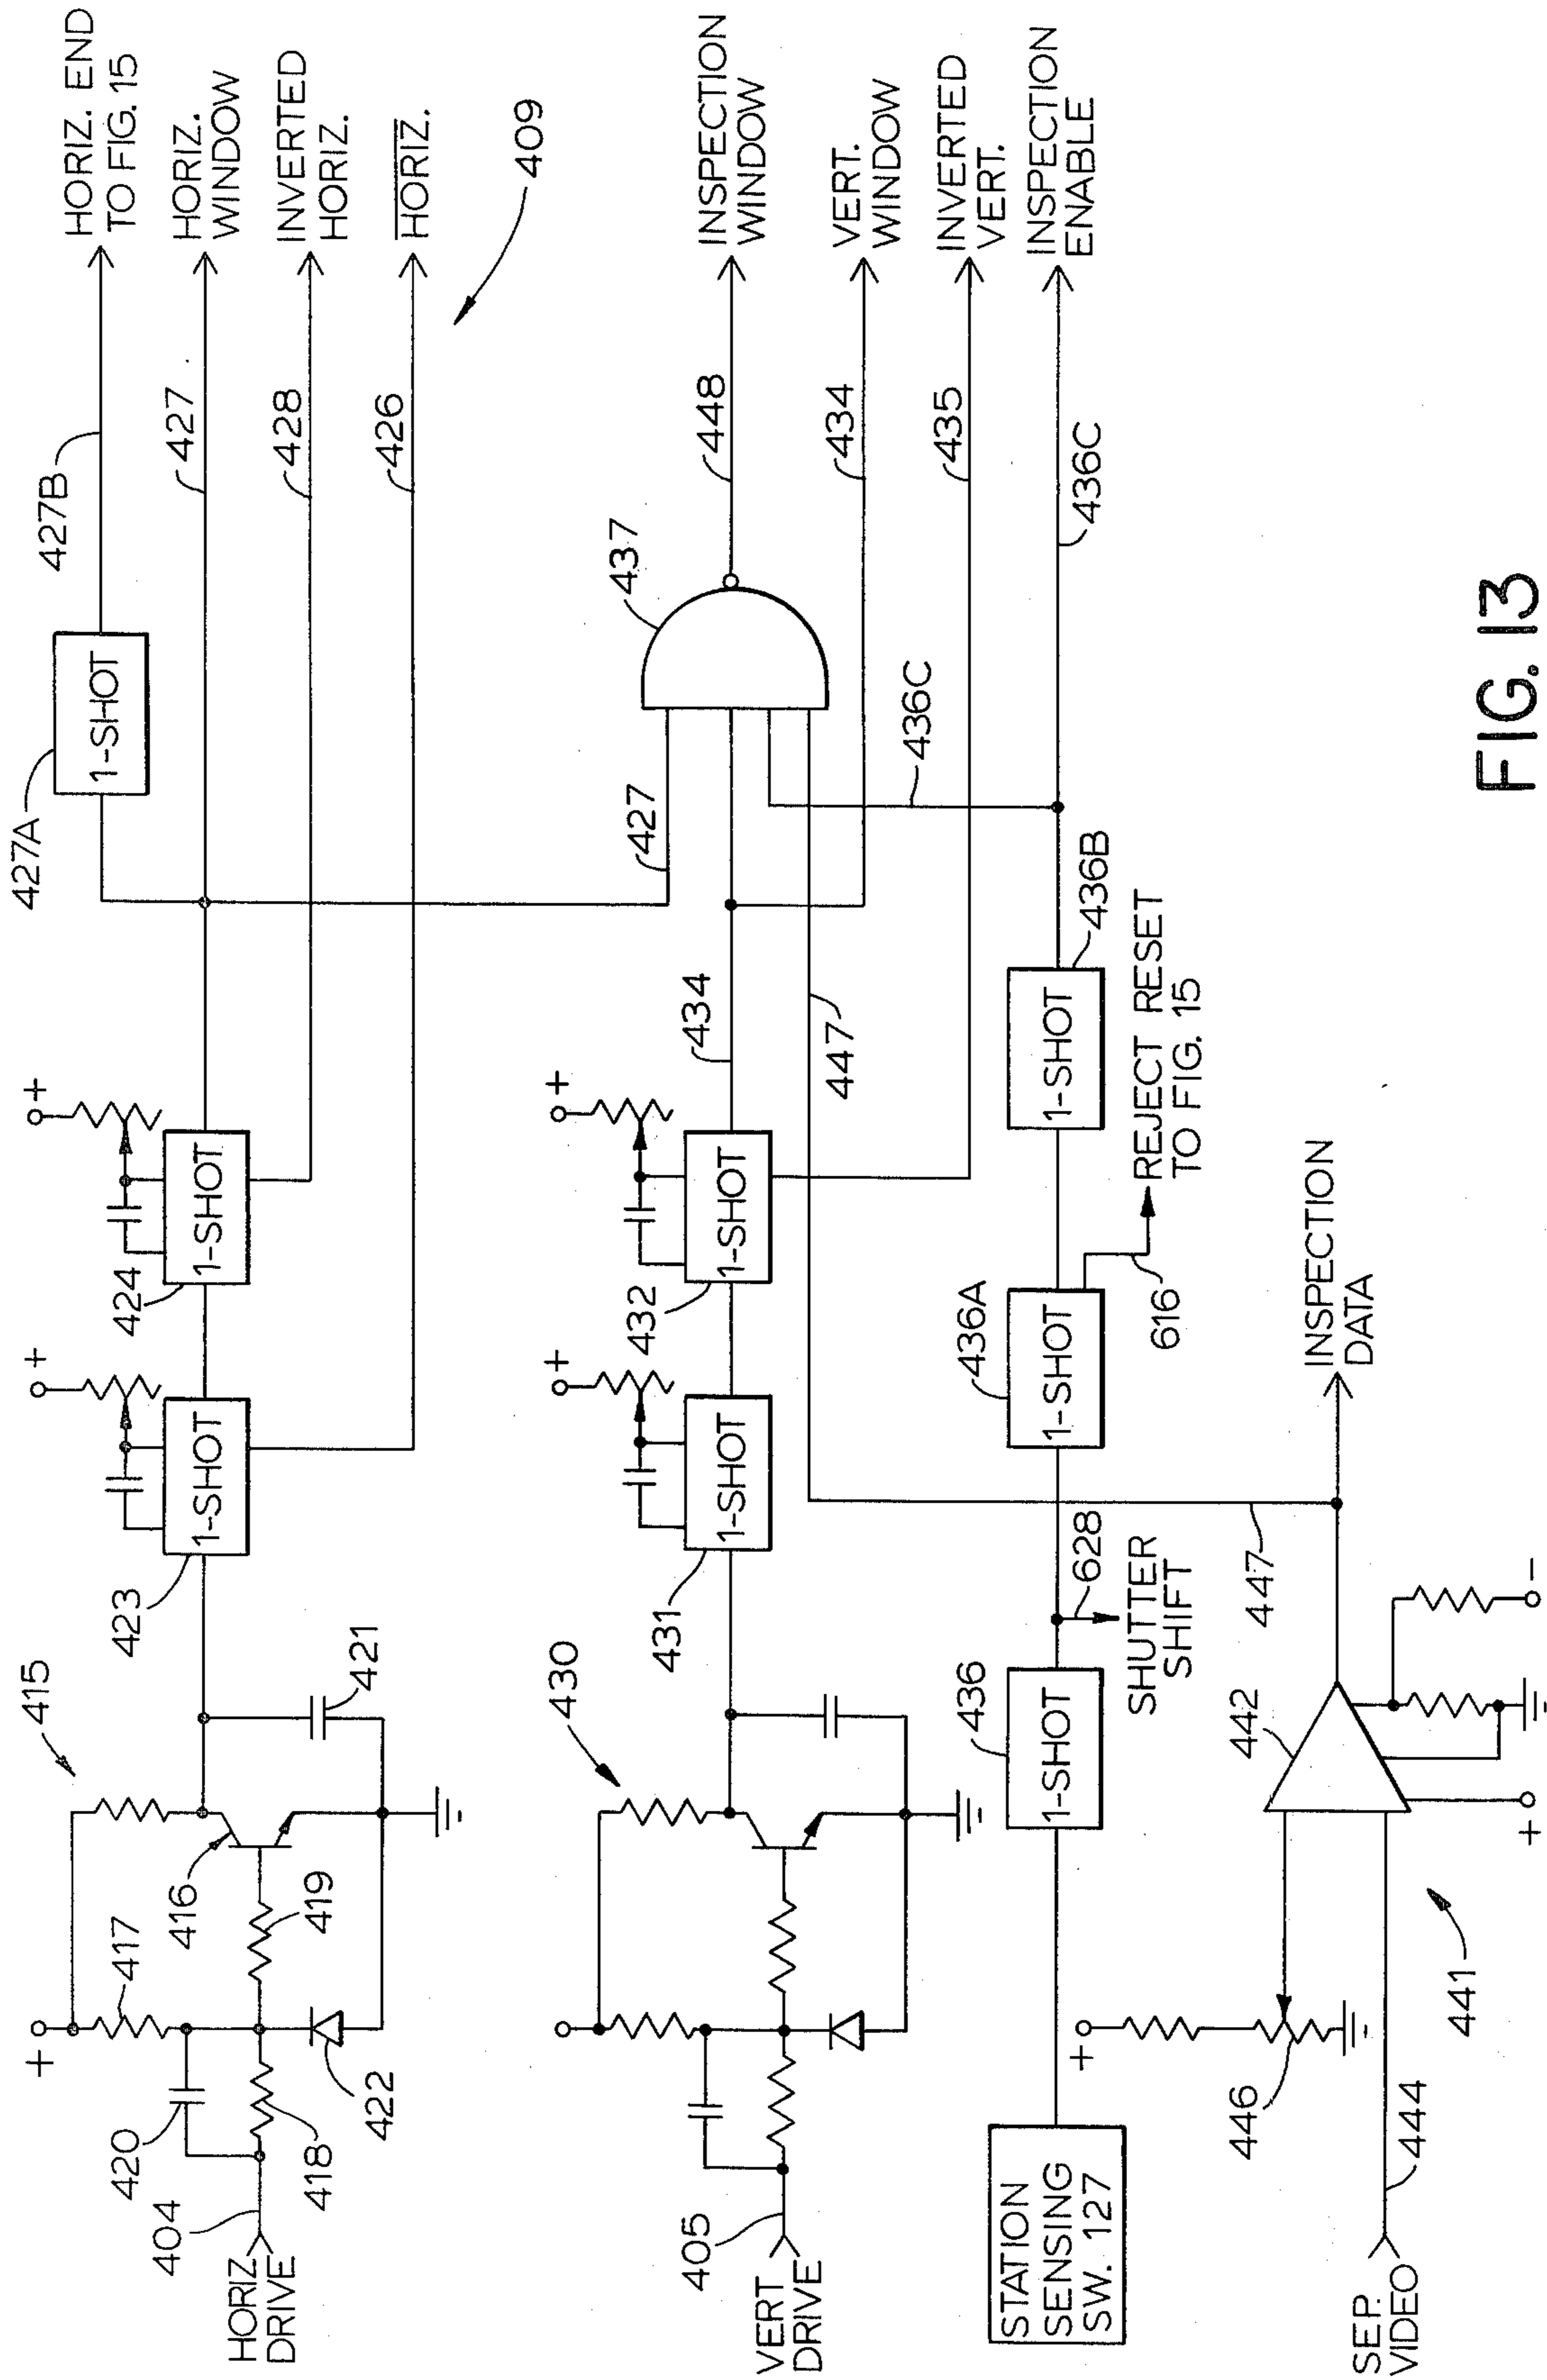 HORIZ. END
TO FIG. 15
HORIZ.
WINDOW
INVERTED
HORIZ.
HORIZ.
409
INSPECTION
WINDOW
VERT.
WINDOW
INVERTED
VERT.
INSPECTION
ENABLE
427B
427
428
426
448
434
435
436C
1-SHOT
427A
437
427
436C
434
447
+
+
1-SHOT
424
1-SHOT
423
+
+
1-SHOT
432
1-SHOT
431
1-SHOT
436B
REJECT RESET
TO FIG. 15
1-SHOT
436A
616
INSPECTION
DATA
415
421
416
417
419
+
420
418
422
404
HORIZ
DRIVE
430
405
VERT
DRIVE
436
1-SHOT
628
SHUTTER
SHIFT
447
STATION
SENSING
SW. 127
442
-
+
+
446
441
444
SEP.
VIDEO
FIG. 13